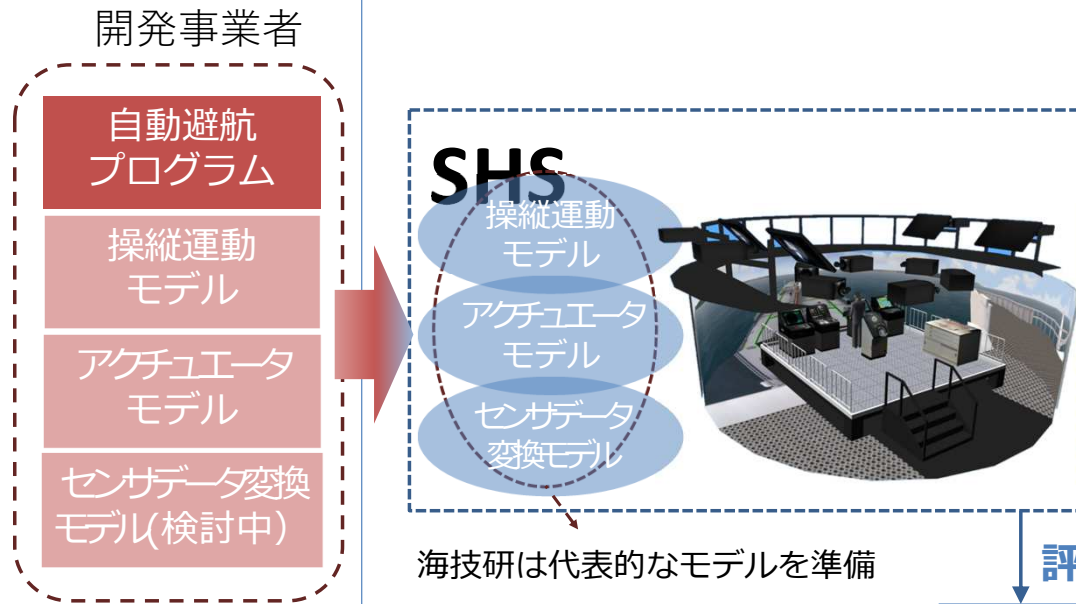 開発事業者
自動避航
プログラム
操縦運動
モデル
アクチュエータ
モデル
センサデータ変換
モデル(検討中）
SHS
操縦運動
モデル
アクチュエータ
モデル
センサデータ
変換モデル
海技研は代表的なモデルを準備
評